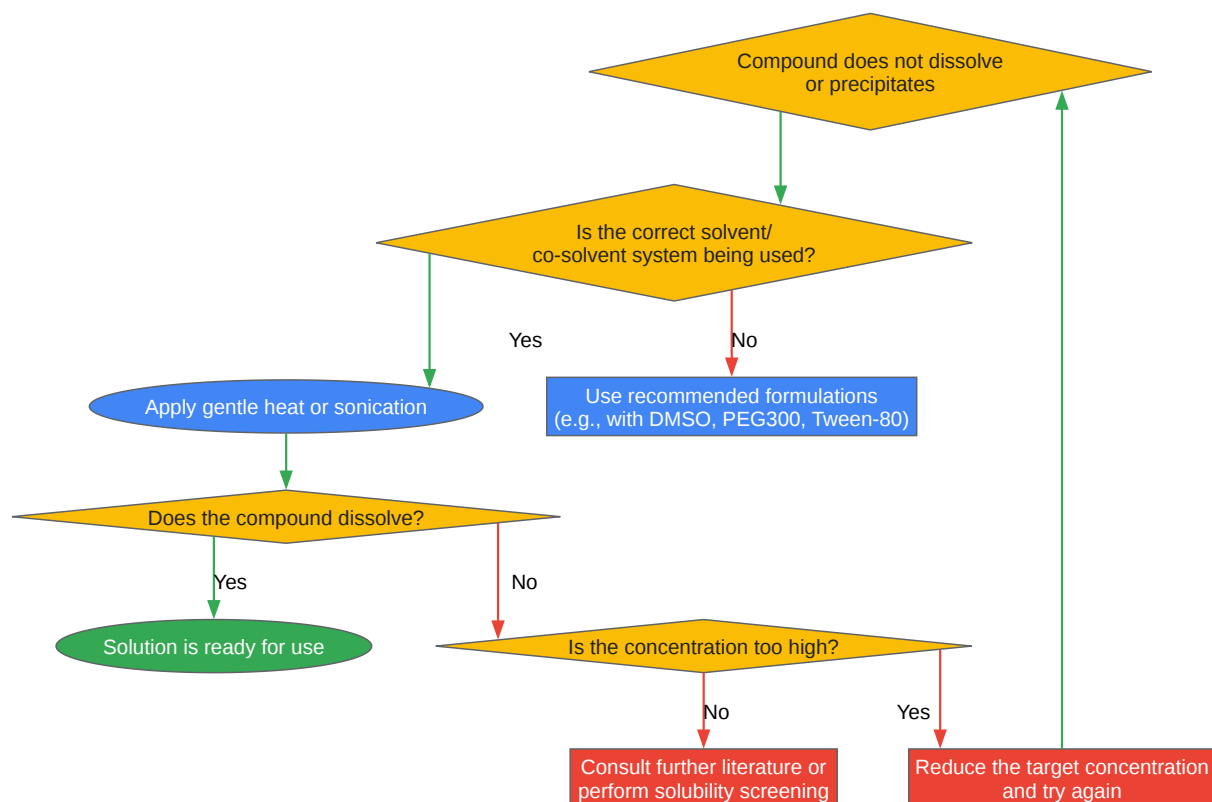 Compound does not dissolve
or precipitates
Is the correct solvent/
co-solvent system being used?
Yes
No
Apply gentle heat or sonication
Use recommended formulations
(e.g., with DMSO, PEG300, Tween-80)
Does the compound dissolve?
Yes
No
Solution is ready for use
Is the concentration too high?
No
Yes
Consult further literature or
perform solubility screening
Reduce the target concentration
and try again